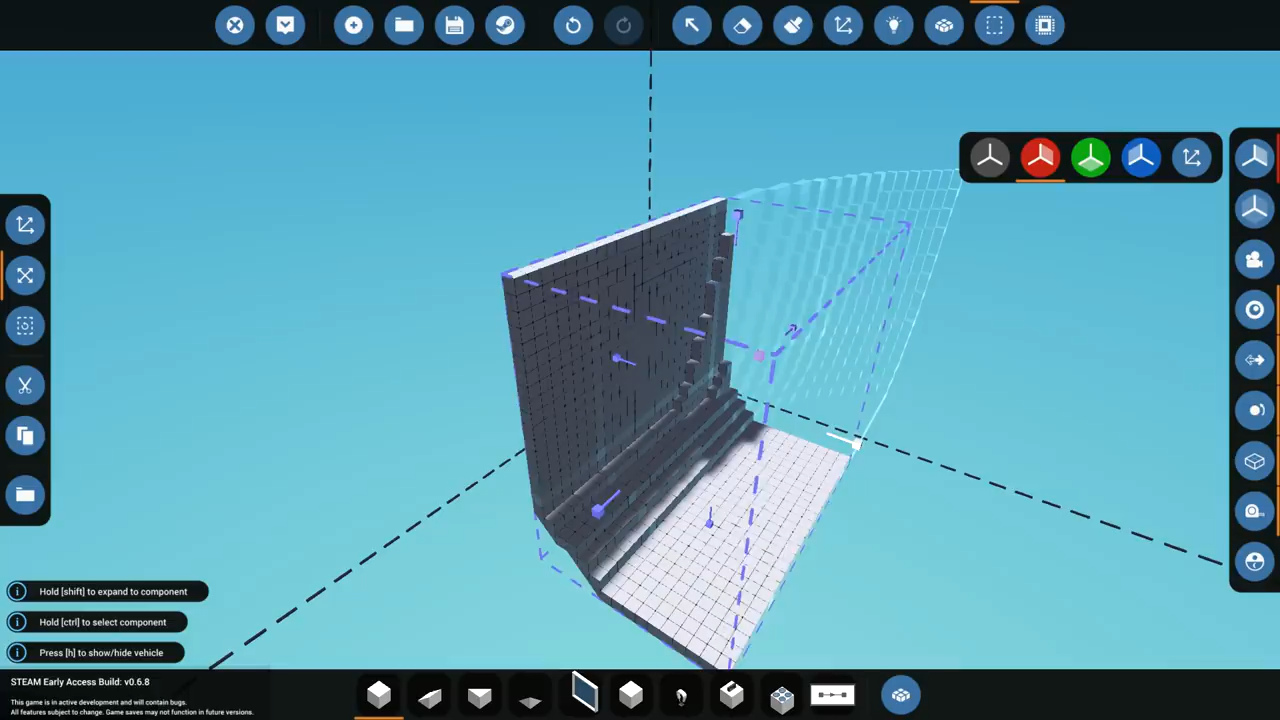 Hold [shift] to expand to component
Hold [ctrl] to select component
Press [h] to show/hide vehicle
STEAM Early Access Build: v0.6.8
This game is in active development and will contain bugs.
All features subject to change. Game saves may not function in future versions.